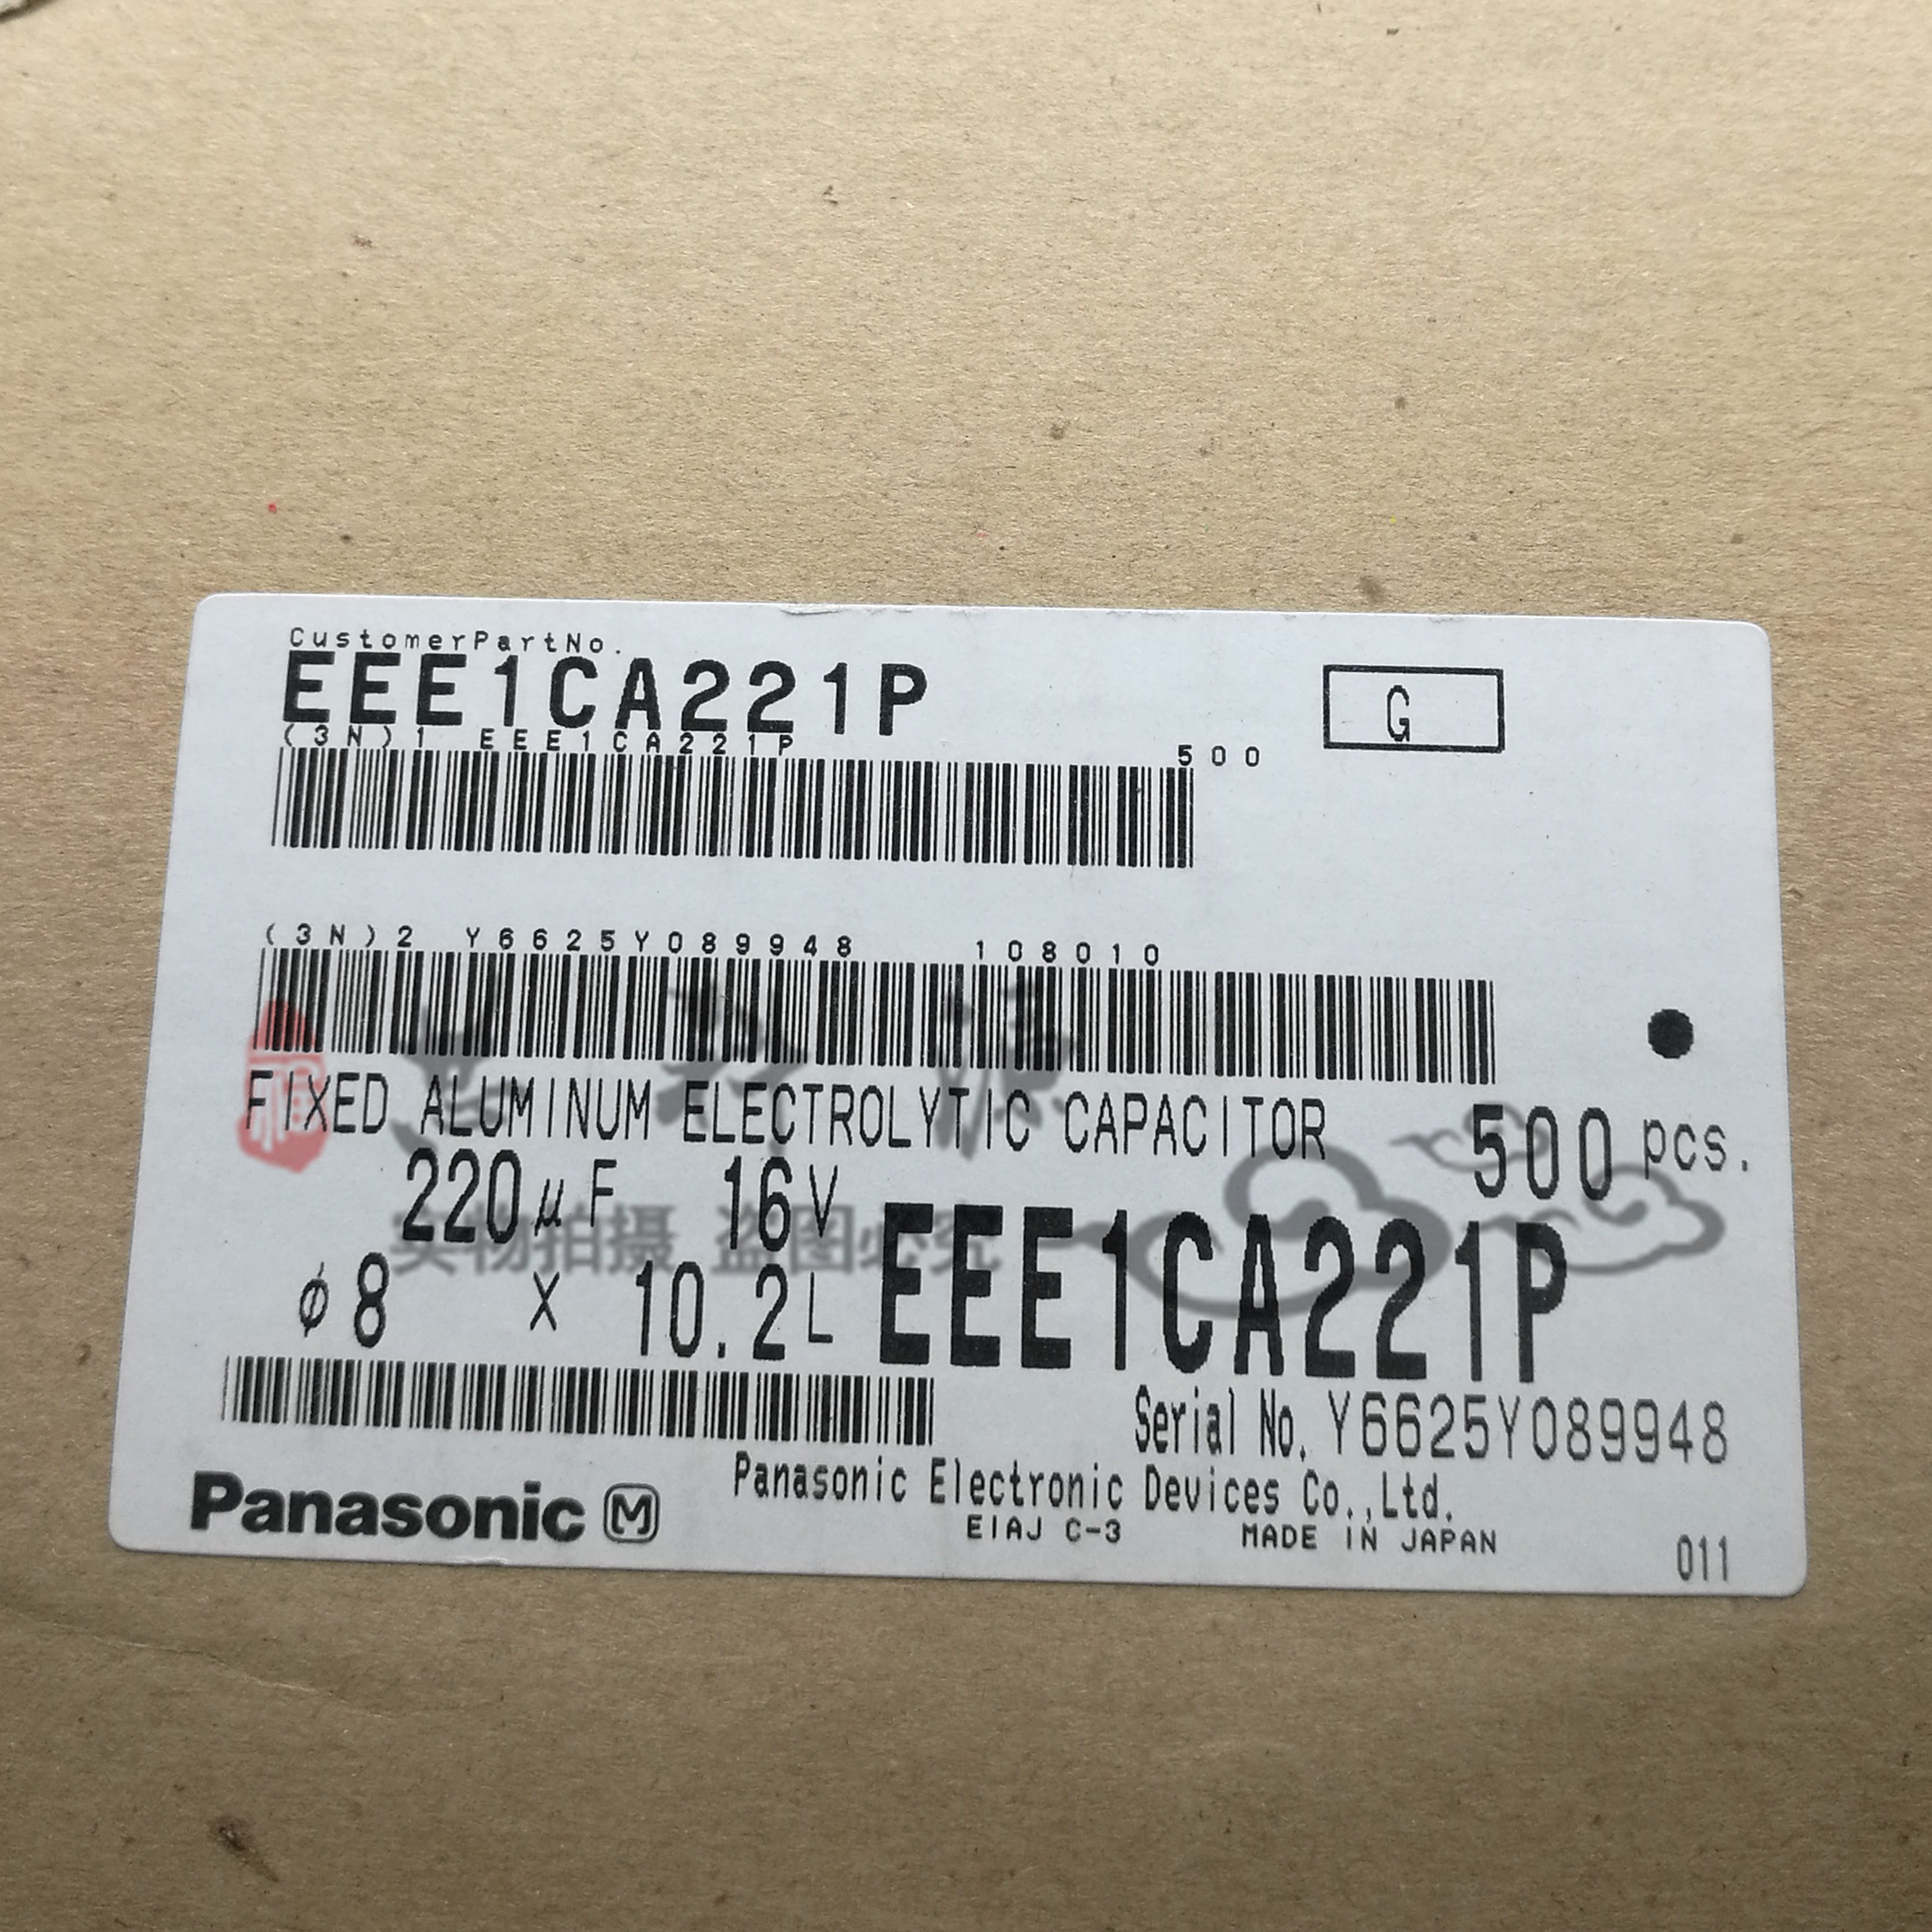 CustomerPartNo.
EEE1CA221P
G
(3N)1 EEE1CA221P 500
(3N)2 Y6625Y089948 108010
FIXED ALUMINUM ELECTROLYTIC CAPACITOR
500 pcs.
220μF 16V
实物拍摄 盗图必究
EEE1CA221P
φ8 X 10.2L
Serial No. Y6625Y089948
Panasonic M
Panasonic Electronic Devices Co.,Ltd.
EIAJ C-3 MADE IN JAPAN
011